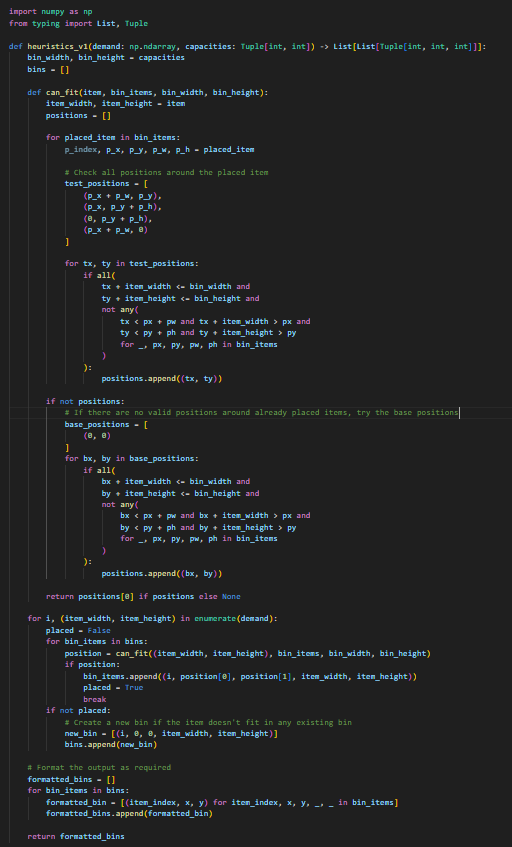 import numpy as np
from typing import List, Tuple

def heuristics_v1(demand: np.ndarray, capacities: Tuple[int, int]) -> List[List[Tuple[int, int, int]]]:
    bin_width, bin_height = capacities
    bins = []

    def can_fit(item, bin_items, bin_width, bin_height):
        item_width, item_height = item
        positions = []

        for placed_item in bin_items:
            p_index, p_x, p_y, p_w, p_h = placed_item

            # Check all positions around the placed item
            test_positions = [
                (p_x + p_w, p_y),
                (p_x, p_y + p_h),
                (0, p_y + p_h),
                (p_x + p_w, 0)
            ]

            for tx, ty in test_positions:
                if all(
                    tx + item_width <= bin_width and
                    ty + item_height <= bin_height and
                    not any(
                        tx < px + pw and tx + item_width > px and
                        ty < py + ph and ty + item_height > py
                        for _, px, py, pw, ph in bin_items
                    )
                ):
                    positions.append((tx, ty))

        if not positions:
            # If there are no valid positions around already placed items, try the base positions
            base_positions = [
                (0, 0)
            ]
            for bx, by in base_positions:
                if all(
                    bx + item_width <= bin_width and
                    by + item_height <= bin_height and
                    not any(
                        bx < px + pw and bx + item_width > px and
                        by < py + ph and by + item_height > py
                        for _, px, py, pw, ph in bin_items
                    )
                ):
                    positions.append((bx, by))

        return positions[0] if positions else None

    for i, (item_width, item_height) in enumerate(demand):
        placed = False
        for bin_items in bins:
            position = can_fit((item_width, item_height), bin_items, bin_width, bin_height)
            if position:
                bin_items.append((i, position[0], position[1], item_width, item_height))
                placed = True
                break
        if not placed:
            # Create a new bin if the item doesn't fit in any existing bin
            new_bin = [(i, 0, 0, item_width, item_height)]
            bins.append(new_bin)

    # Format the output as required
    formatted_bins = []
    for bin_items in bins:
        formatted_bin = [(item_index, x, y) for item_index, x, y, _, _ in bin_items]
        formatted_bins.append(formatted_bin)

    return formatted_bins